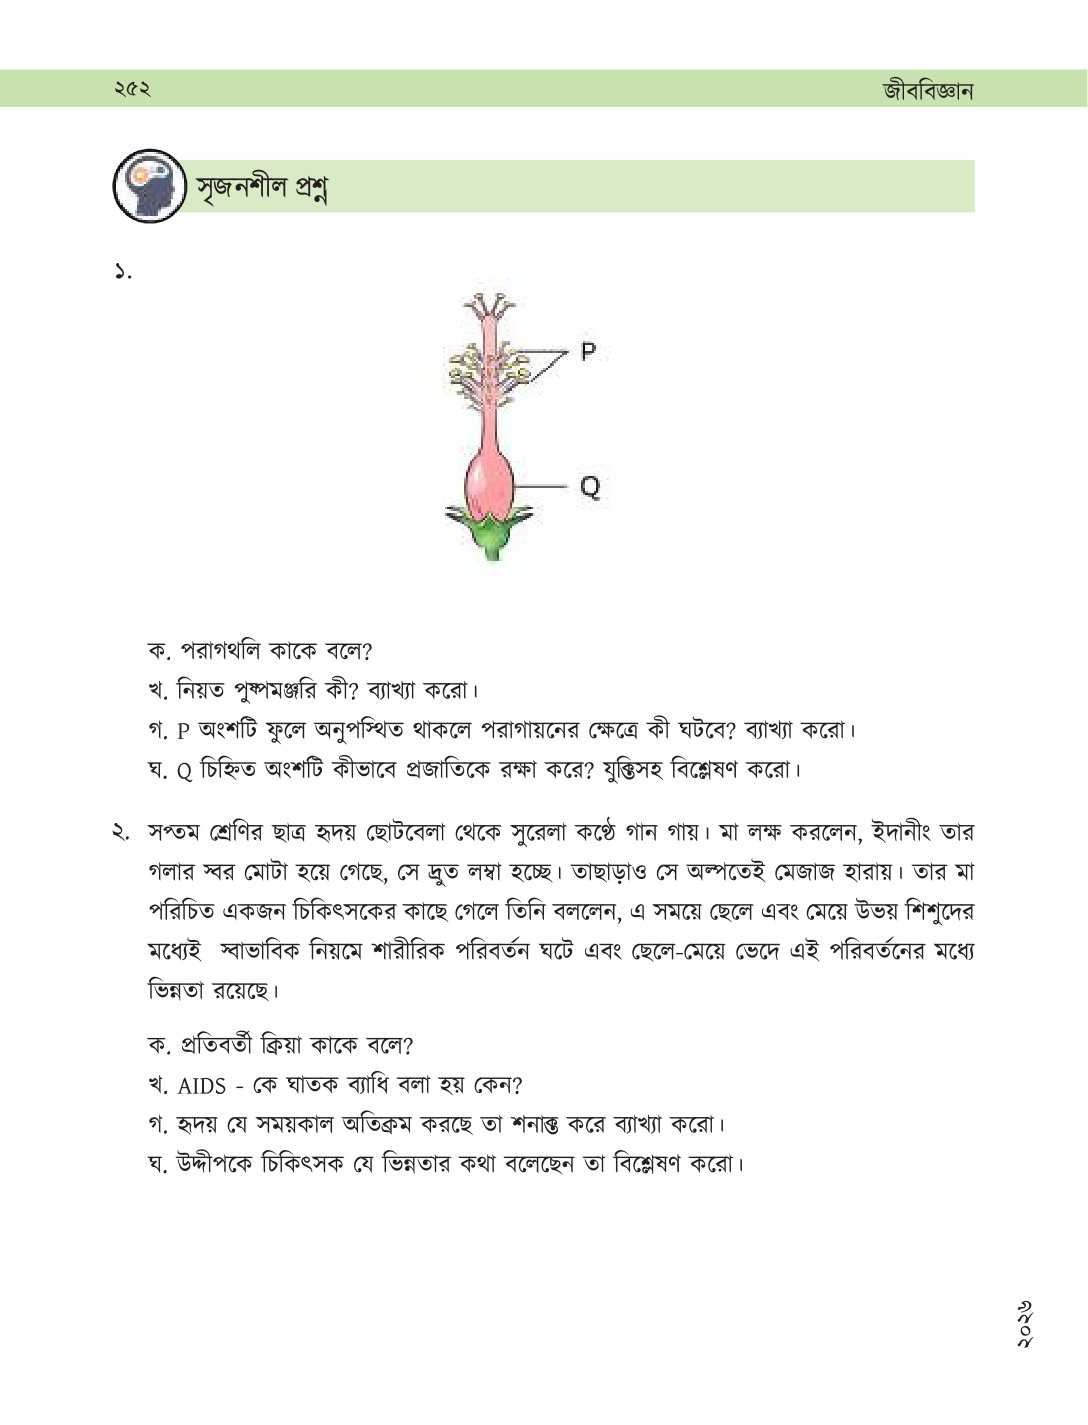 ২৫২
জীববিজ্ঞান
সৃজনশীল প্রশ্ন
১.
P
Q
ক. পরাগথলি কাকে বলে?
খ. নিয়ত পুষ্পমঞ্জরি কী? ব্যাখ্যা করো।
গ. P অংশটি ফুলে অনুপস্থিত থাকলে পরাগায়নের ক্ষেত্রে কী ঘটবে? ব্যাখ্যা করো।
ঘ. Q চিহ্নিত অংশটি কীভাবে প্রজাতিকে রক্ষা করে? যুক্তিসহ বিশ্লেষণ করো।
২. সপ্তম শ্রেণির ছাত্র হৃদয় ছোটবেলা থেকে সুরেলা কণ্ঠে গান গায়। মা লক্ষ করলেন, ইদানীং তার
গলার স্বর মোটা হয়ে গেছে, সে দ্রুত লম্বা হচ্ছে। তাছাড়াও সে অল্পতেই মেজাজ হারায়। তার মা
পরিচিত একজন চিকিৎসকের কাছে গেলে তিনি বললেন, এ সময়ে ছেলে এবং মেয়ে উভয় শিশুদের
মধ্যেই স্বাভাবিক নিয়মে শারীরিক পরিবর্তন ঘটে এবং ছেলে-মেয়ে ভেদে এই পরিবর্তনের মধ্যে
ভিন্নতা রয়েছে।
ক. প্রতিবর্তী ক্রিয়া কাকে বলে?
খ. AIDS - কে ঘাতক ব্যাধি বলা হয় কেন?
গ. হৃদয় যে সময়কাল অতিক্রম করছে তা শনাক্ত করে ব্যাখ্যা করো।
ঘ. উদ্দীপকে চিকিৎসক যে ভিন্নতার কথা বলেছেন তা বিশ্লেষণ করো।
২০২৬